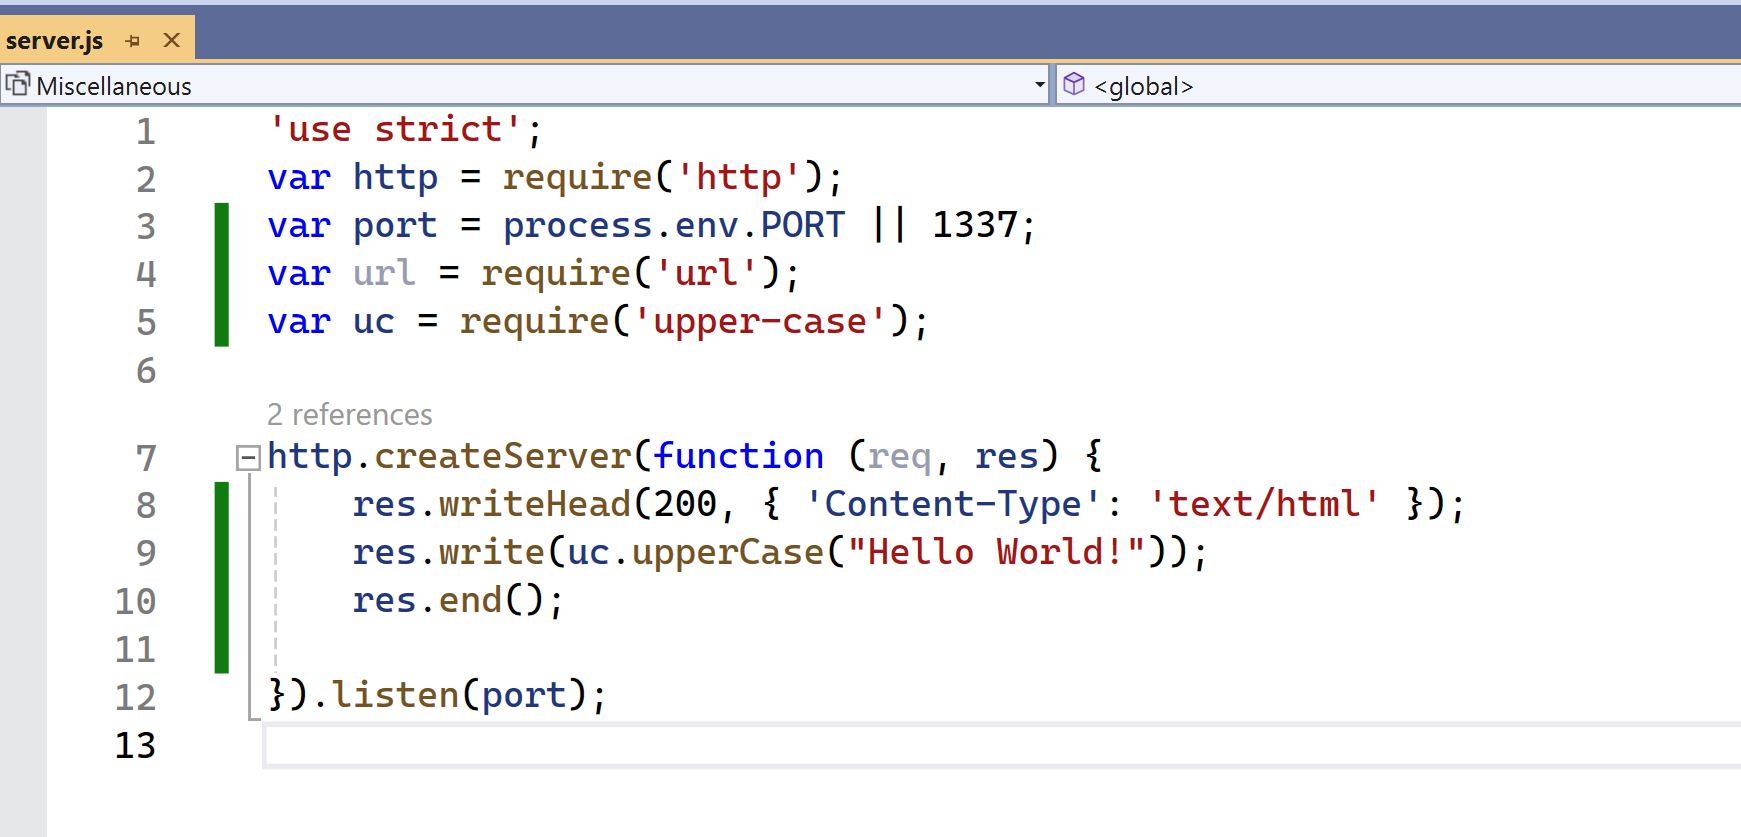 server.js
Miscellaneous <global>
1 'use strict';
2 var http = require('http');
3 var port = process.env.PORT || 1337;
4 var url = require('url');
5 var uc = require('upper-case');
6
2 references
7 http.createServer(function (req, res) {
8     res.writeHead(200, { 'Content-Type': 'text/html' });
9     res.write(uc.upperCase("Hello World!"));
10     res.end();
11
12 }).listen(port);
13